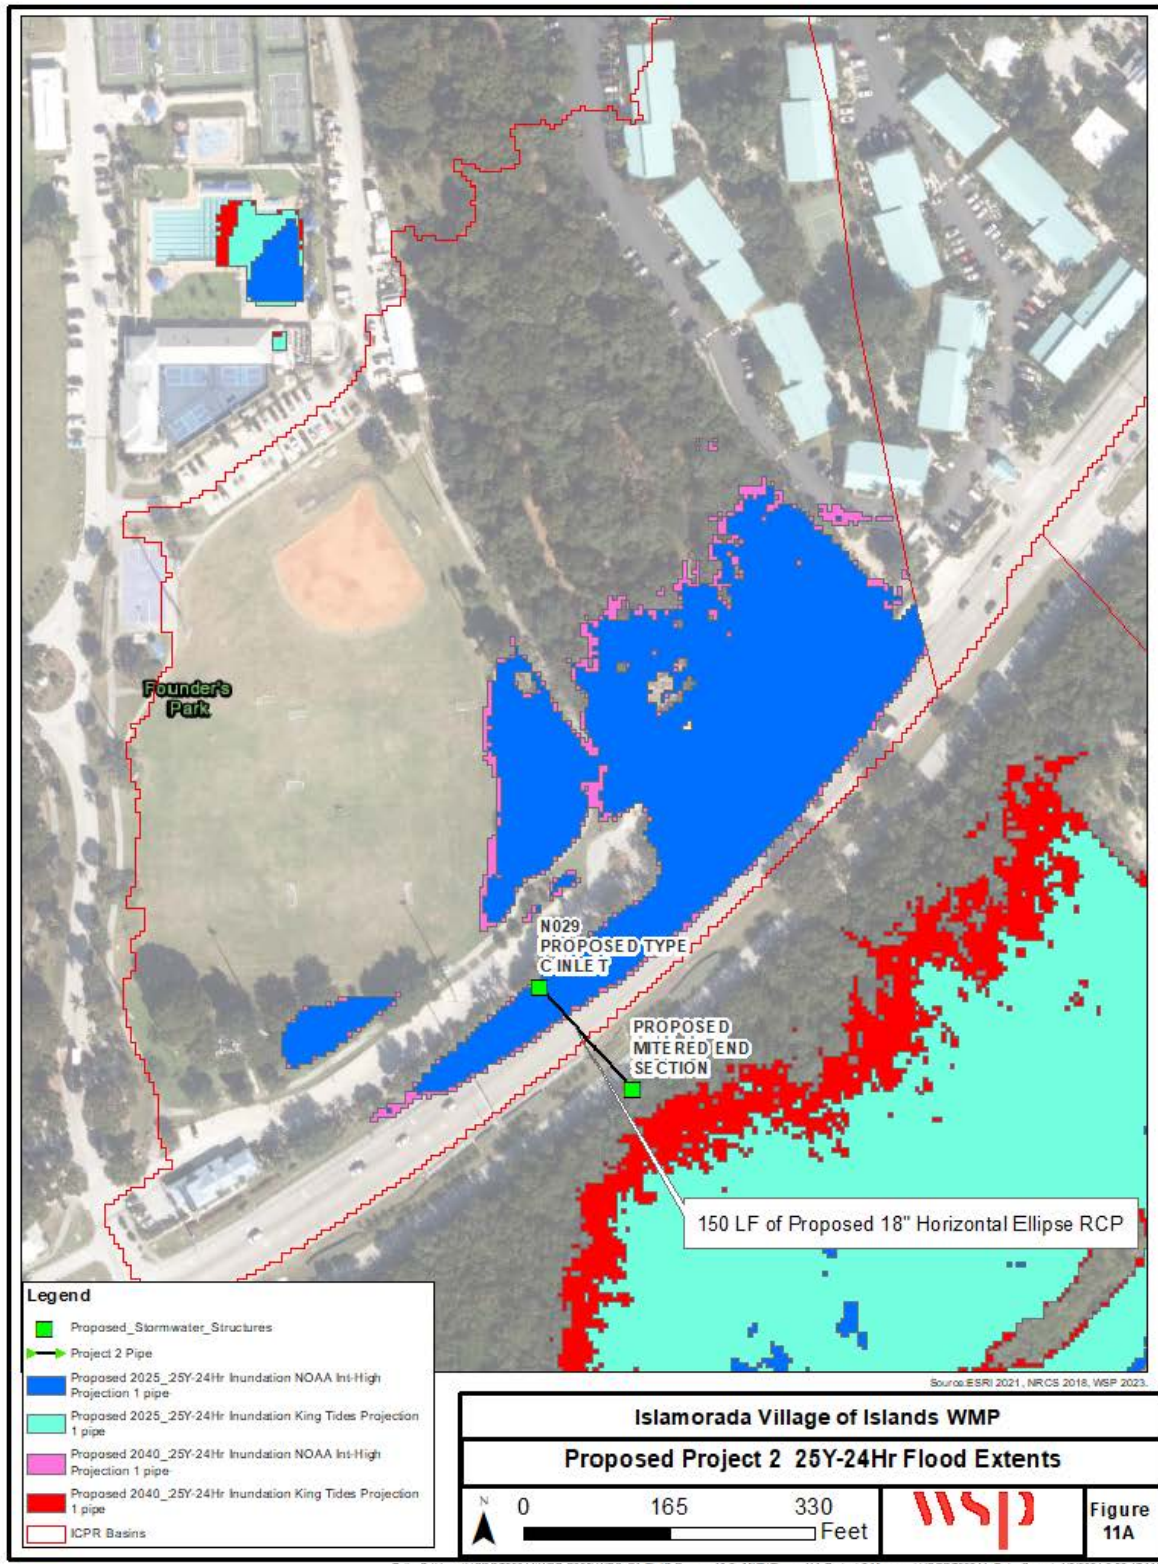 Founder's
Park
N029
PROPOSED TYPE
C INLET
PROPOSED
MITERED END
SECTION
150 LF of Proposed 18" Horizontal Ellipse RCP
Legend
Proposed_Stormwater_Structures
Project 2 Pipe
Proposed 2025_25Y-24Hr Inundation NOAA Int-High
Projection 1 pipe
Proposed 2025_25Y-24Hr Inundation King Tides Projection
1 pipe
Proposed 2040_25Y-24Hr Inundation NOAA Int-High
Projection 1 pipe
Proposed 2040_25Y-24Hr Inundation King Tides Projection
1 pipe
ICPR Basins
Source:ESRI 2021, NRCS 2018, WSP 2023.
Islamorada Village of Islands WMP
Proposed Project 2 25Y-24Hr Flood Extents
N
0 165 330
Feet
wsp
Figure
11A